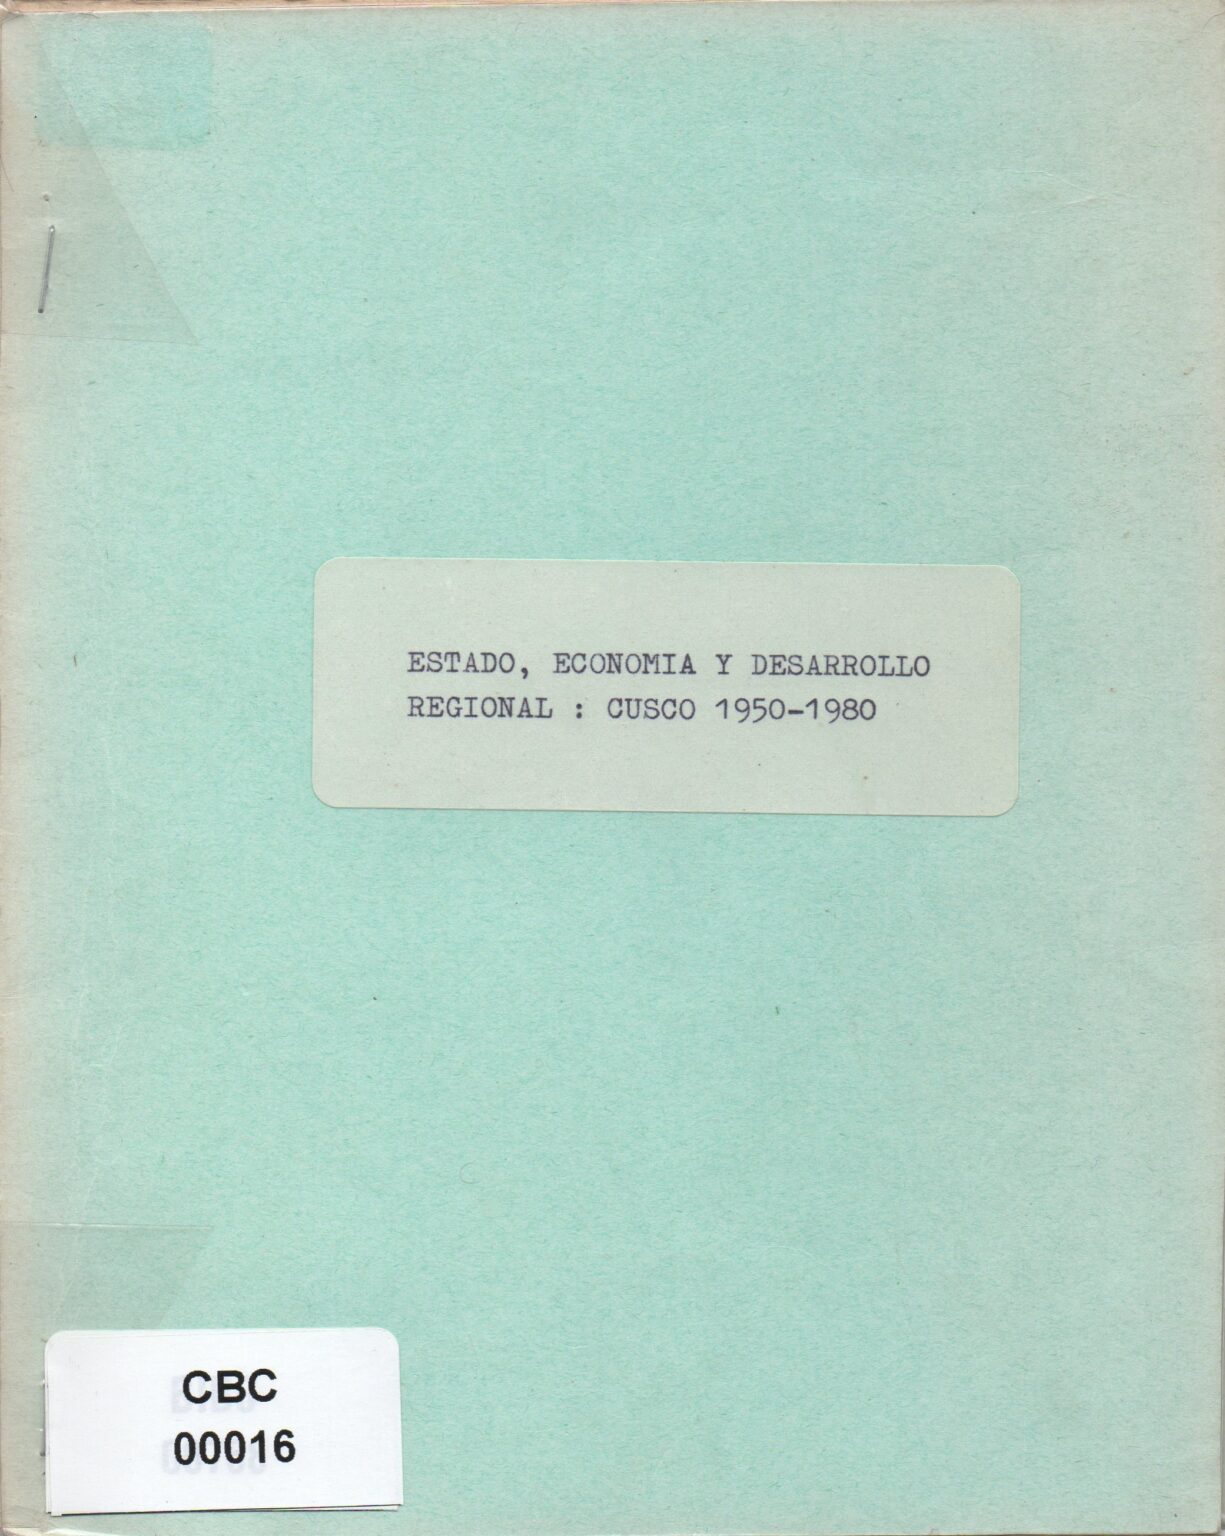 ESTADO, ECONOMIA Y DESARROLLO
REGIONAL : CUSCO 1950-1980
CBC
00016